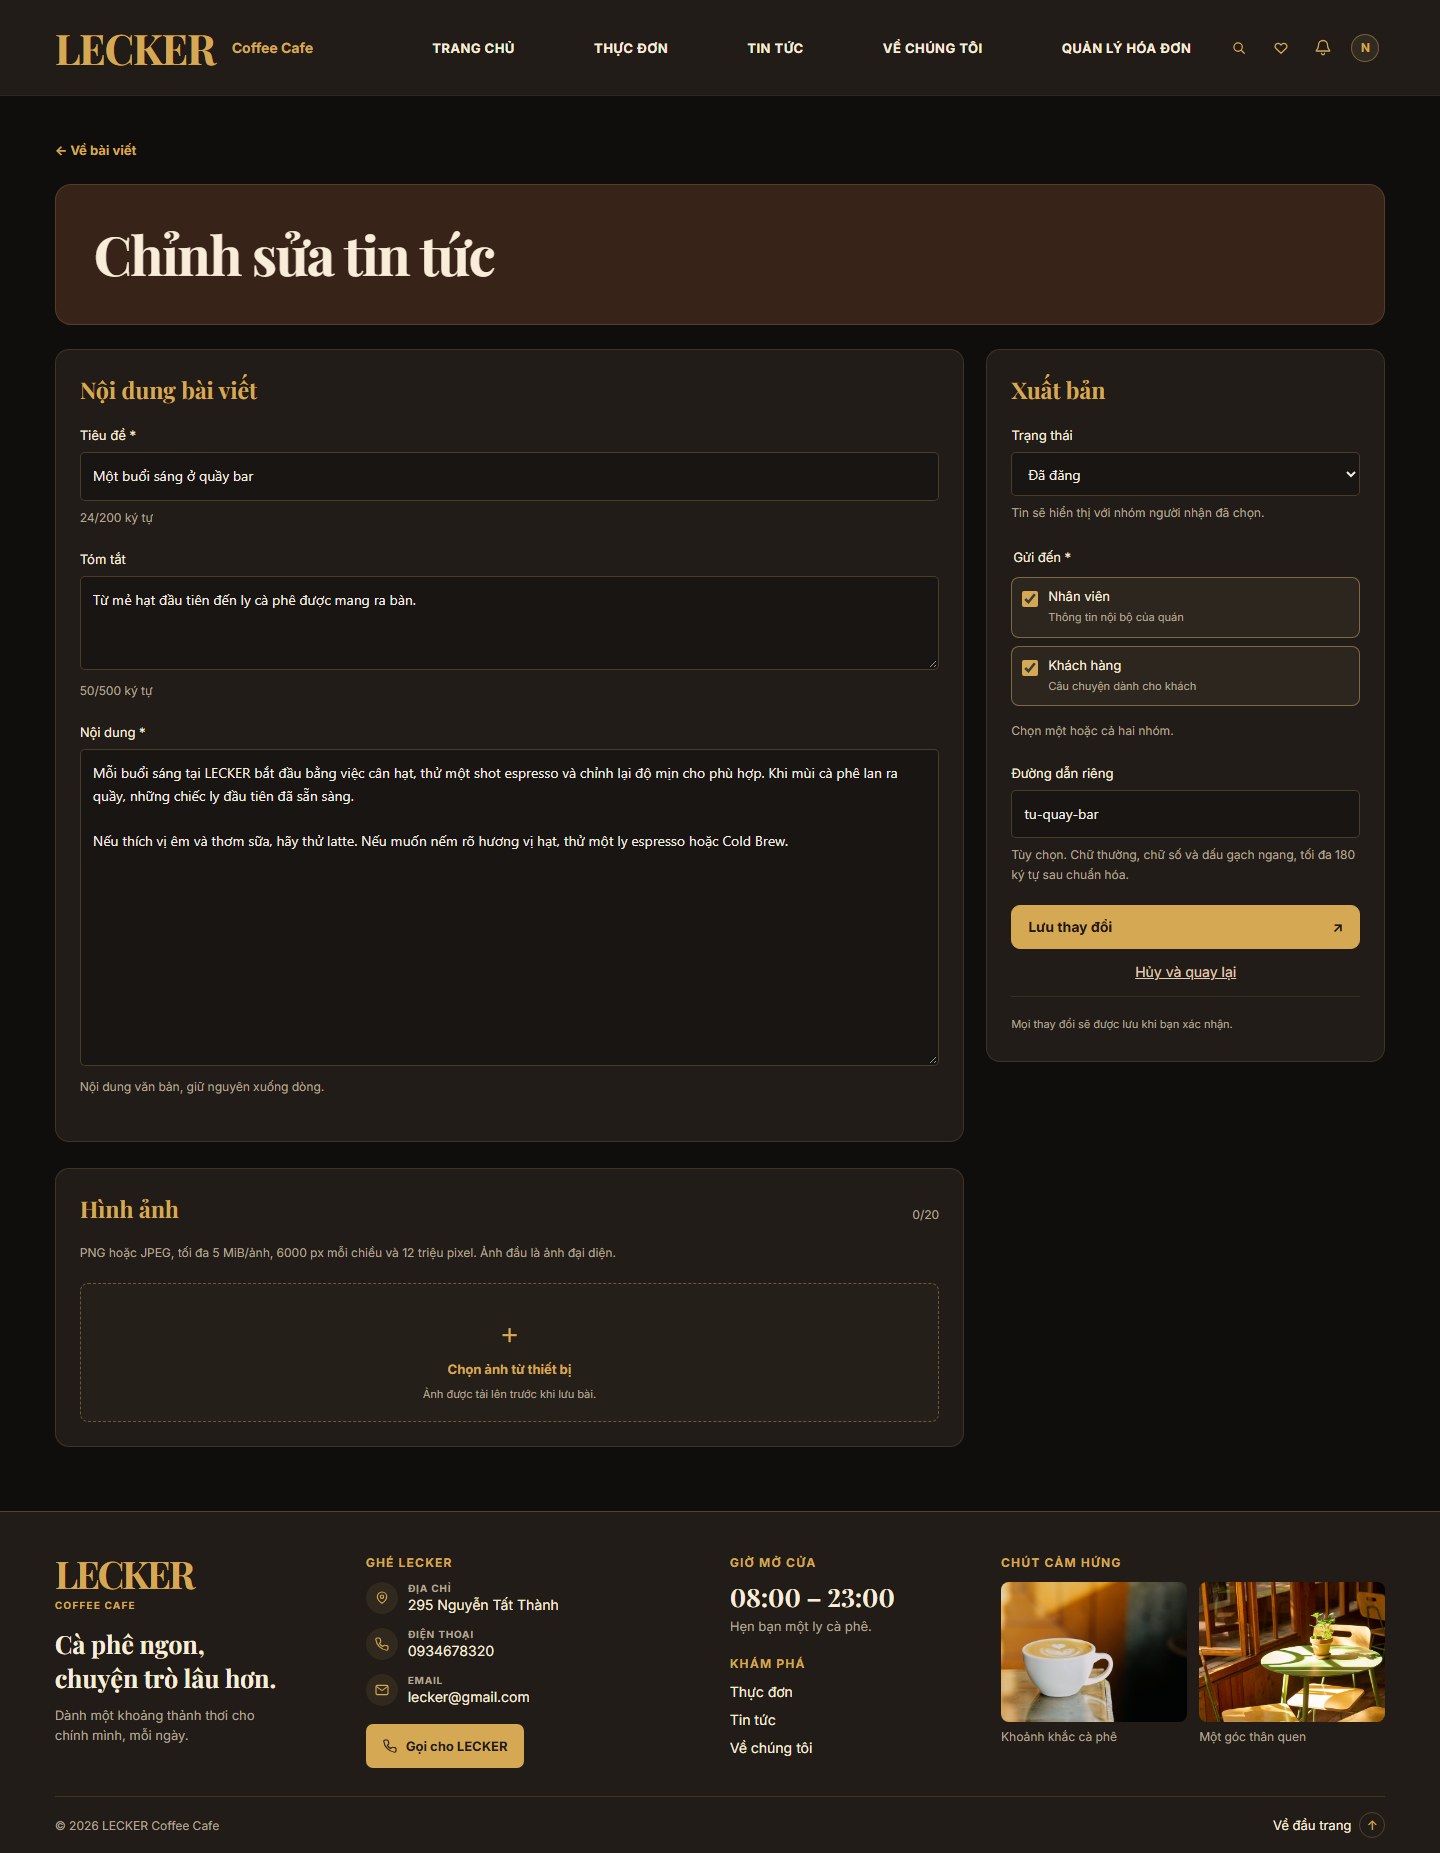 LECKER Coffee Cafe
TRANG CHỦ
THỰC ĐƠN
TIN TỨC
VỀ CHÚNG TÔI
QUẢN LÝ HÓA ĐƠN
N
← Về bài viết
Chỉnh sửa tin tức
Nội dung bài viết
Tiêu đề *
Một buổi sáng ở quầy bar
24/200 ký tự
Tóm tắt
Từ mẻ hạt đầu tiên đến ly cà phê được mang ra bàn.
50/500 ký tự
Nội dung *
Mỗi buổi sáng tại LECKER bắt đầu bằng việc cân hạt, thử một shot espresso và chỉnh lại độ mịn cho phù hợp. Khi mùi cà phê lan ra
quầy, những chiếc ly đầu tiên đã sẵn sàng.
Nếu thích vị êm và thơm sữa, hãy thử latte. Nếu muốn nếm rõ hương vị hạt, thử một ly espresso hoặc Cold Brew.
Nội dung văn bản, giữ nguyên xuống dòng.
Xuất bản
Trạng thái
Đã đăng
Tin sẽ hiển thị với nhóm người nhận đã chọn.
Gửi đến *
Nhân viên
Thông tin nội bộ của quán
Khách hàng
Câu chuyện dành cho khách
Chọn một hoặc cả hai nhóm.
Đường dẫn riêng
tu-quay-bar
Tùy chọn. Chữ thường, chữ số và dấu gạch ngang, tối đa 180
ký tự sau chuẩn hóa.
Lưu thay đổi
Hủy và quay lại
Mọi thay đổi sẽ được lưu khi bạn xác nhận.
Hình ảnh
0/20
PNG hoặc JPEG, tối đa 5 MiB/ảnh, 6000 px mỗi chiều và 12 triệu pixel. Ảnh đầu là ảnh đại diện.
+
Chọn ảnh từ thiết bị
Ảnh được tải lên trước khi lưu bài.
LECKER
COFFEE CAFE
Cà phê ngon,
chuyện trò lâu hơn.
Dành một khoảng thảnh thơi cho
chính mình, mỗi ngày.
GHÉ LECKER
ĐỊA CHỈ
295 Nguyễn Tất Thành
ĐIỆN THOẠI
0934678320
EMAIL
lecker@gmail.com
Gọi cho LECKER
GIỜ MỞ CỬA
08:00 – 23:00
Hẹn bạn một ly cà phê.
KHÁM PHÁ
Thực đơn
Tin tức
Về chúng tôi
CHÚT CẢM HỨNG
Khoảnh khắc cà phê
Một góc thân quen
© 2026 LECKER Coffee Cafe
Về đầu trang ↑